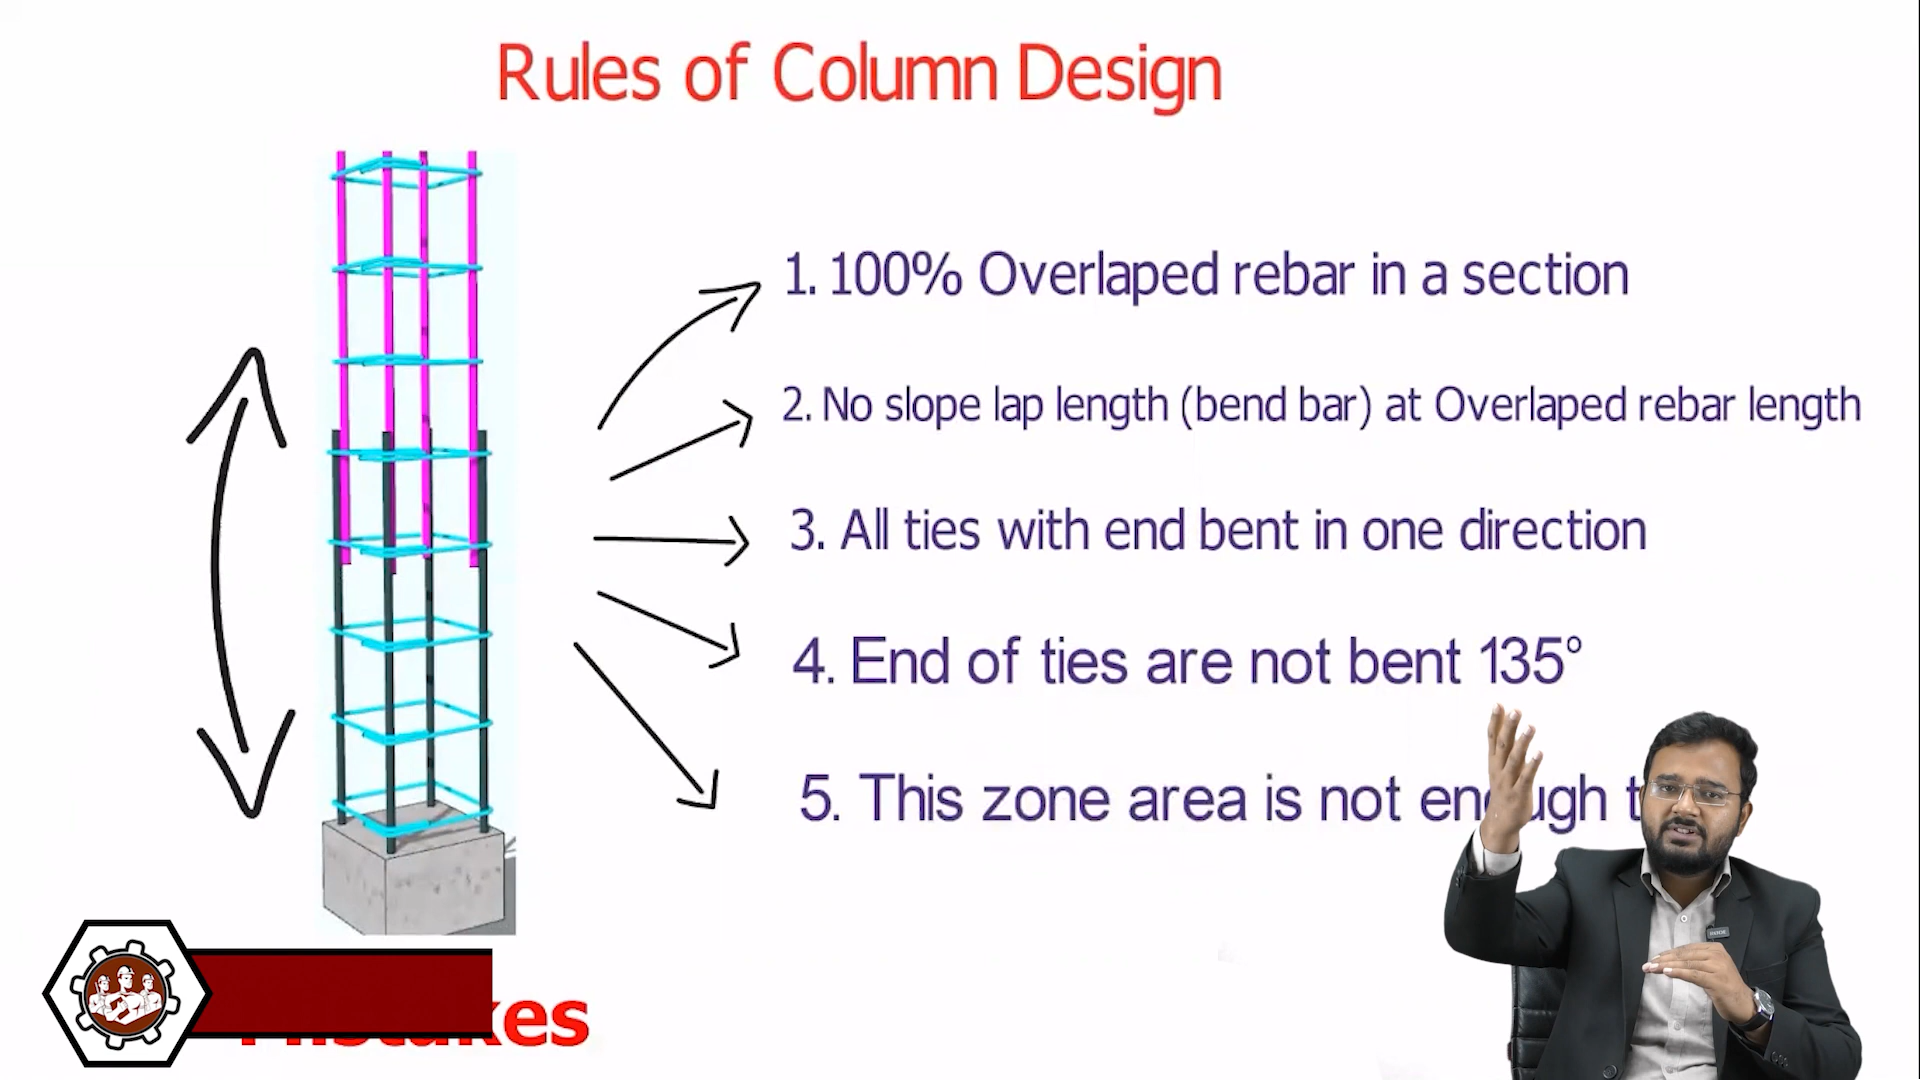 Rules of Column Design
1. 100% Overlaped rebar in a section
2. No slope lap length (bend bar) at Overlaped rebar length
3. All ties with end bent in one direction
4. End of ties are not bent 135°
5. This zone area is not enough